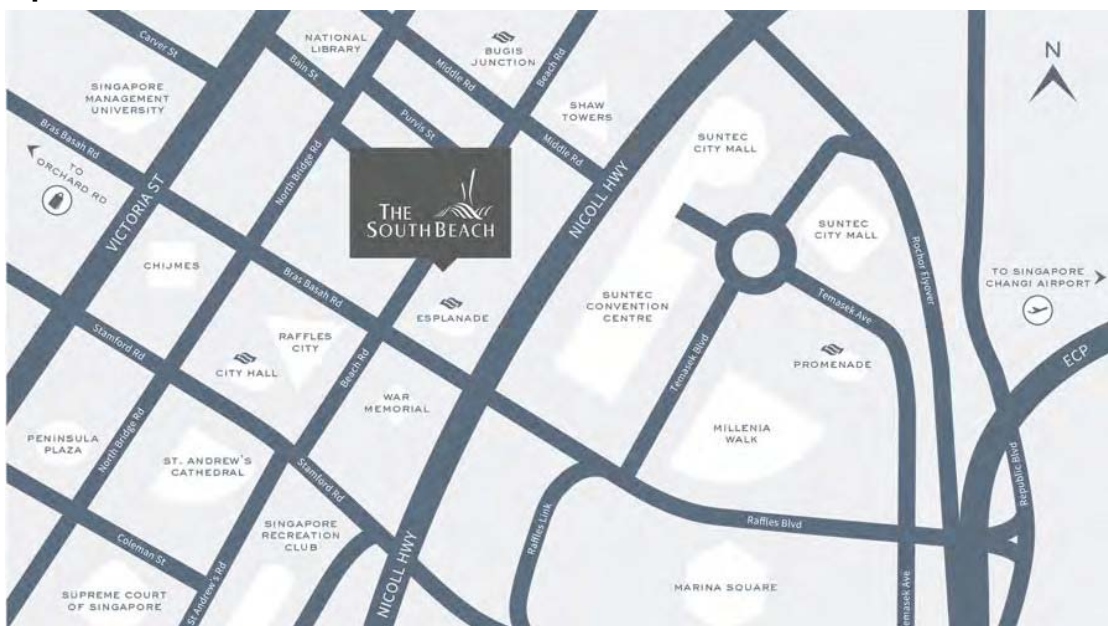 Carver St
NATIONAL
LIBRARY
BUGIS
JUNCTION
Beach Rd
N
Bain St
Middle Rd
SINGAPORE
MANAGEMENT
UNIVERSITY
SHAW
TOWERS
Purvis St
Bras Basah Rd
Middle Rd
SUNTEC
CITY MALL
TO
ORCHARD RD
North Bridge Rd
VICTORIA ST
NICOLL HWY
THE
SOUTH BEACH
SUNTEC
CITY MALL
Rochor Flyover
CHIJMES
Bras Basah Rd
TO SINGAPORE
CHANGI AIRPORT
SUNTEC
CONVENTION
CENTRE
Temasek Ave
ESPLANADE
Stamford Rd
RAFFLES
CITY
CITY HALL
Beach Rd
Temasek Blvd
PROMENADE
ECP
WAR
MEMORIAL
MILLENIA
WALK
PENINSULA
PLAZA
North Bridge Rd
ST. ANDREW'S
CATHEDRAL
Stamford Rd
Republic Blvd
Raffles Blvd
SINGAPORE
RECREATION
CLUB
Raffles Link
Coleman St
NICOLL HWY
St Andrew's Rd
MARINA SQUARE
Temasek Ave
SUPREME COURT
OF SINGAPORE